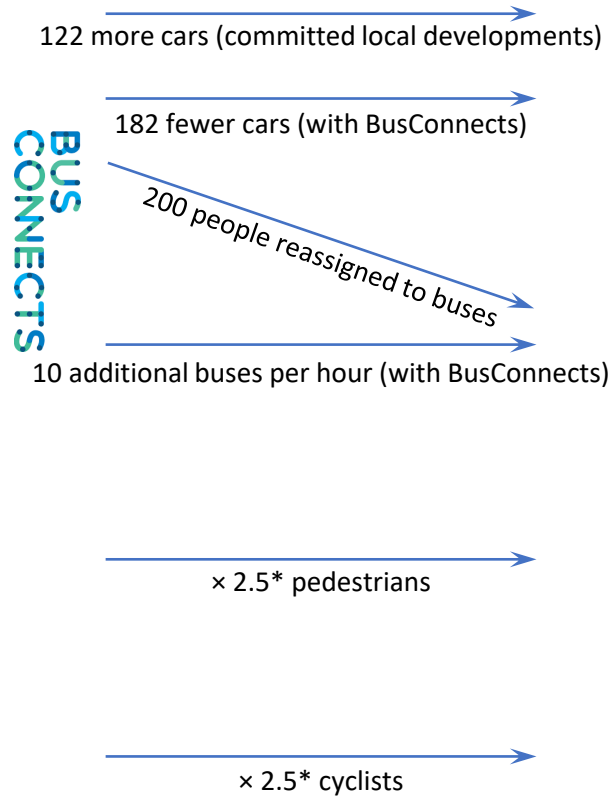 122 more cars (committed local developments)
182 fewer cars (with BusConnects)
BUS
CONNECTS
200 people reassigned to buses
10 additional buses per hour (with BusConnects)
× 2.5* pedestrians
× 2.5* cyclists